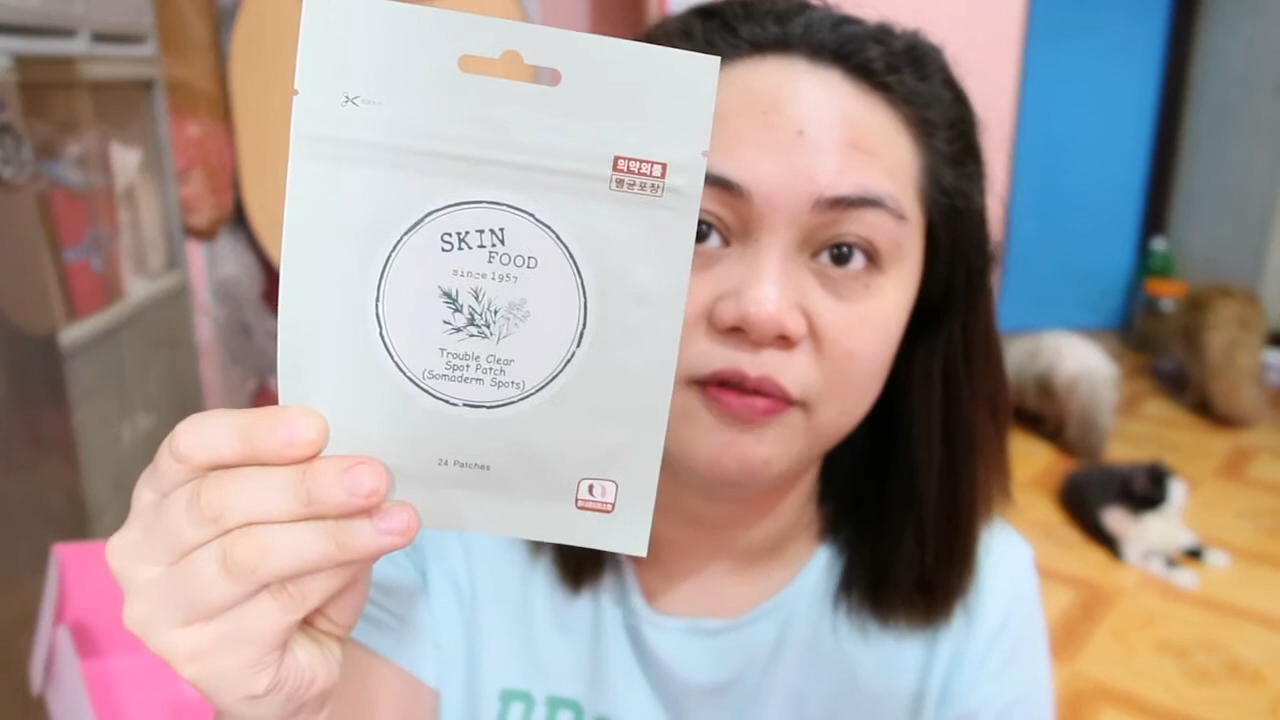 의약외품
멸균포장
SKIN
FOOD
since 1957
Trouble Clear
Spot Patch
(Somaderm Spots)
24 Patches